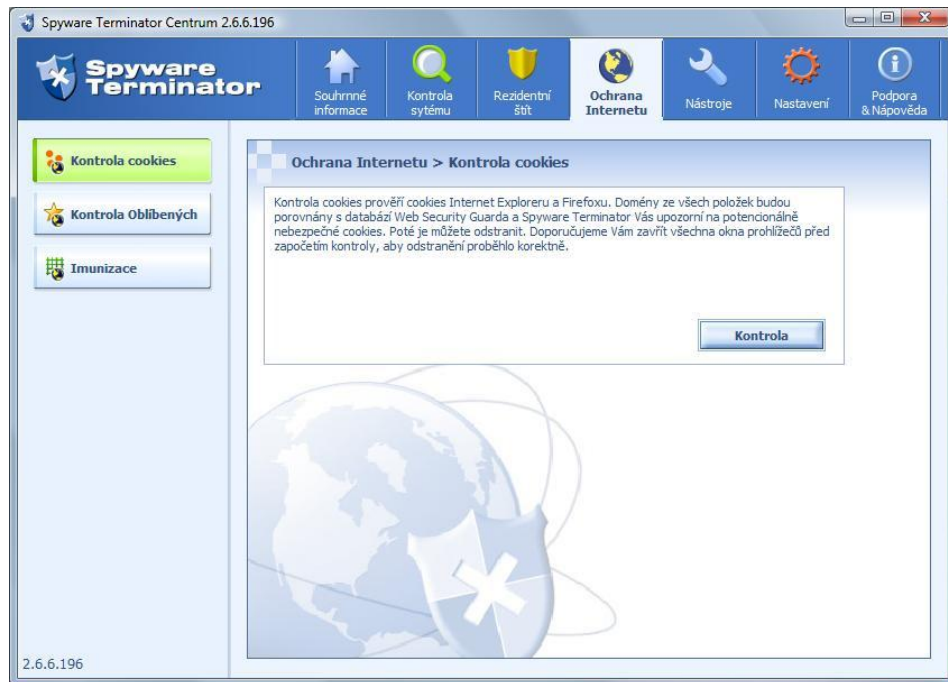 Spyware Terminator Centrum 2.6.6.196
Spyware
Terminator
Souhrnné
informace
Kontrola
sytému
Rezidentní
štít
Ochrana
Internetu
Nástroje
Nastavení
Podpora
& Nápověda
Kontrola cookies
Kontrola Oblíbených
Imunizace
Ochrana Internetu > Kontrola cookies
Kontrola cookies prověří cookies Internet Exploreru a Firefoxu. Domény ze všech položek budou
porovnány s databází Web Security Guarda a Spyware Terminator Vás upozorní na potencionálně
nebezpečné cookies. Poté je můžete odstranit. Doporučujeme Vám zavřít všechna okna prohlížečů před
započetím kontroly, aby odstranění proběhlo korektně.
Kontrola
2.6.6.196